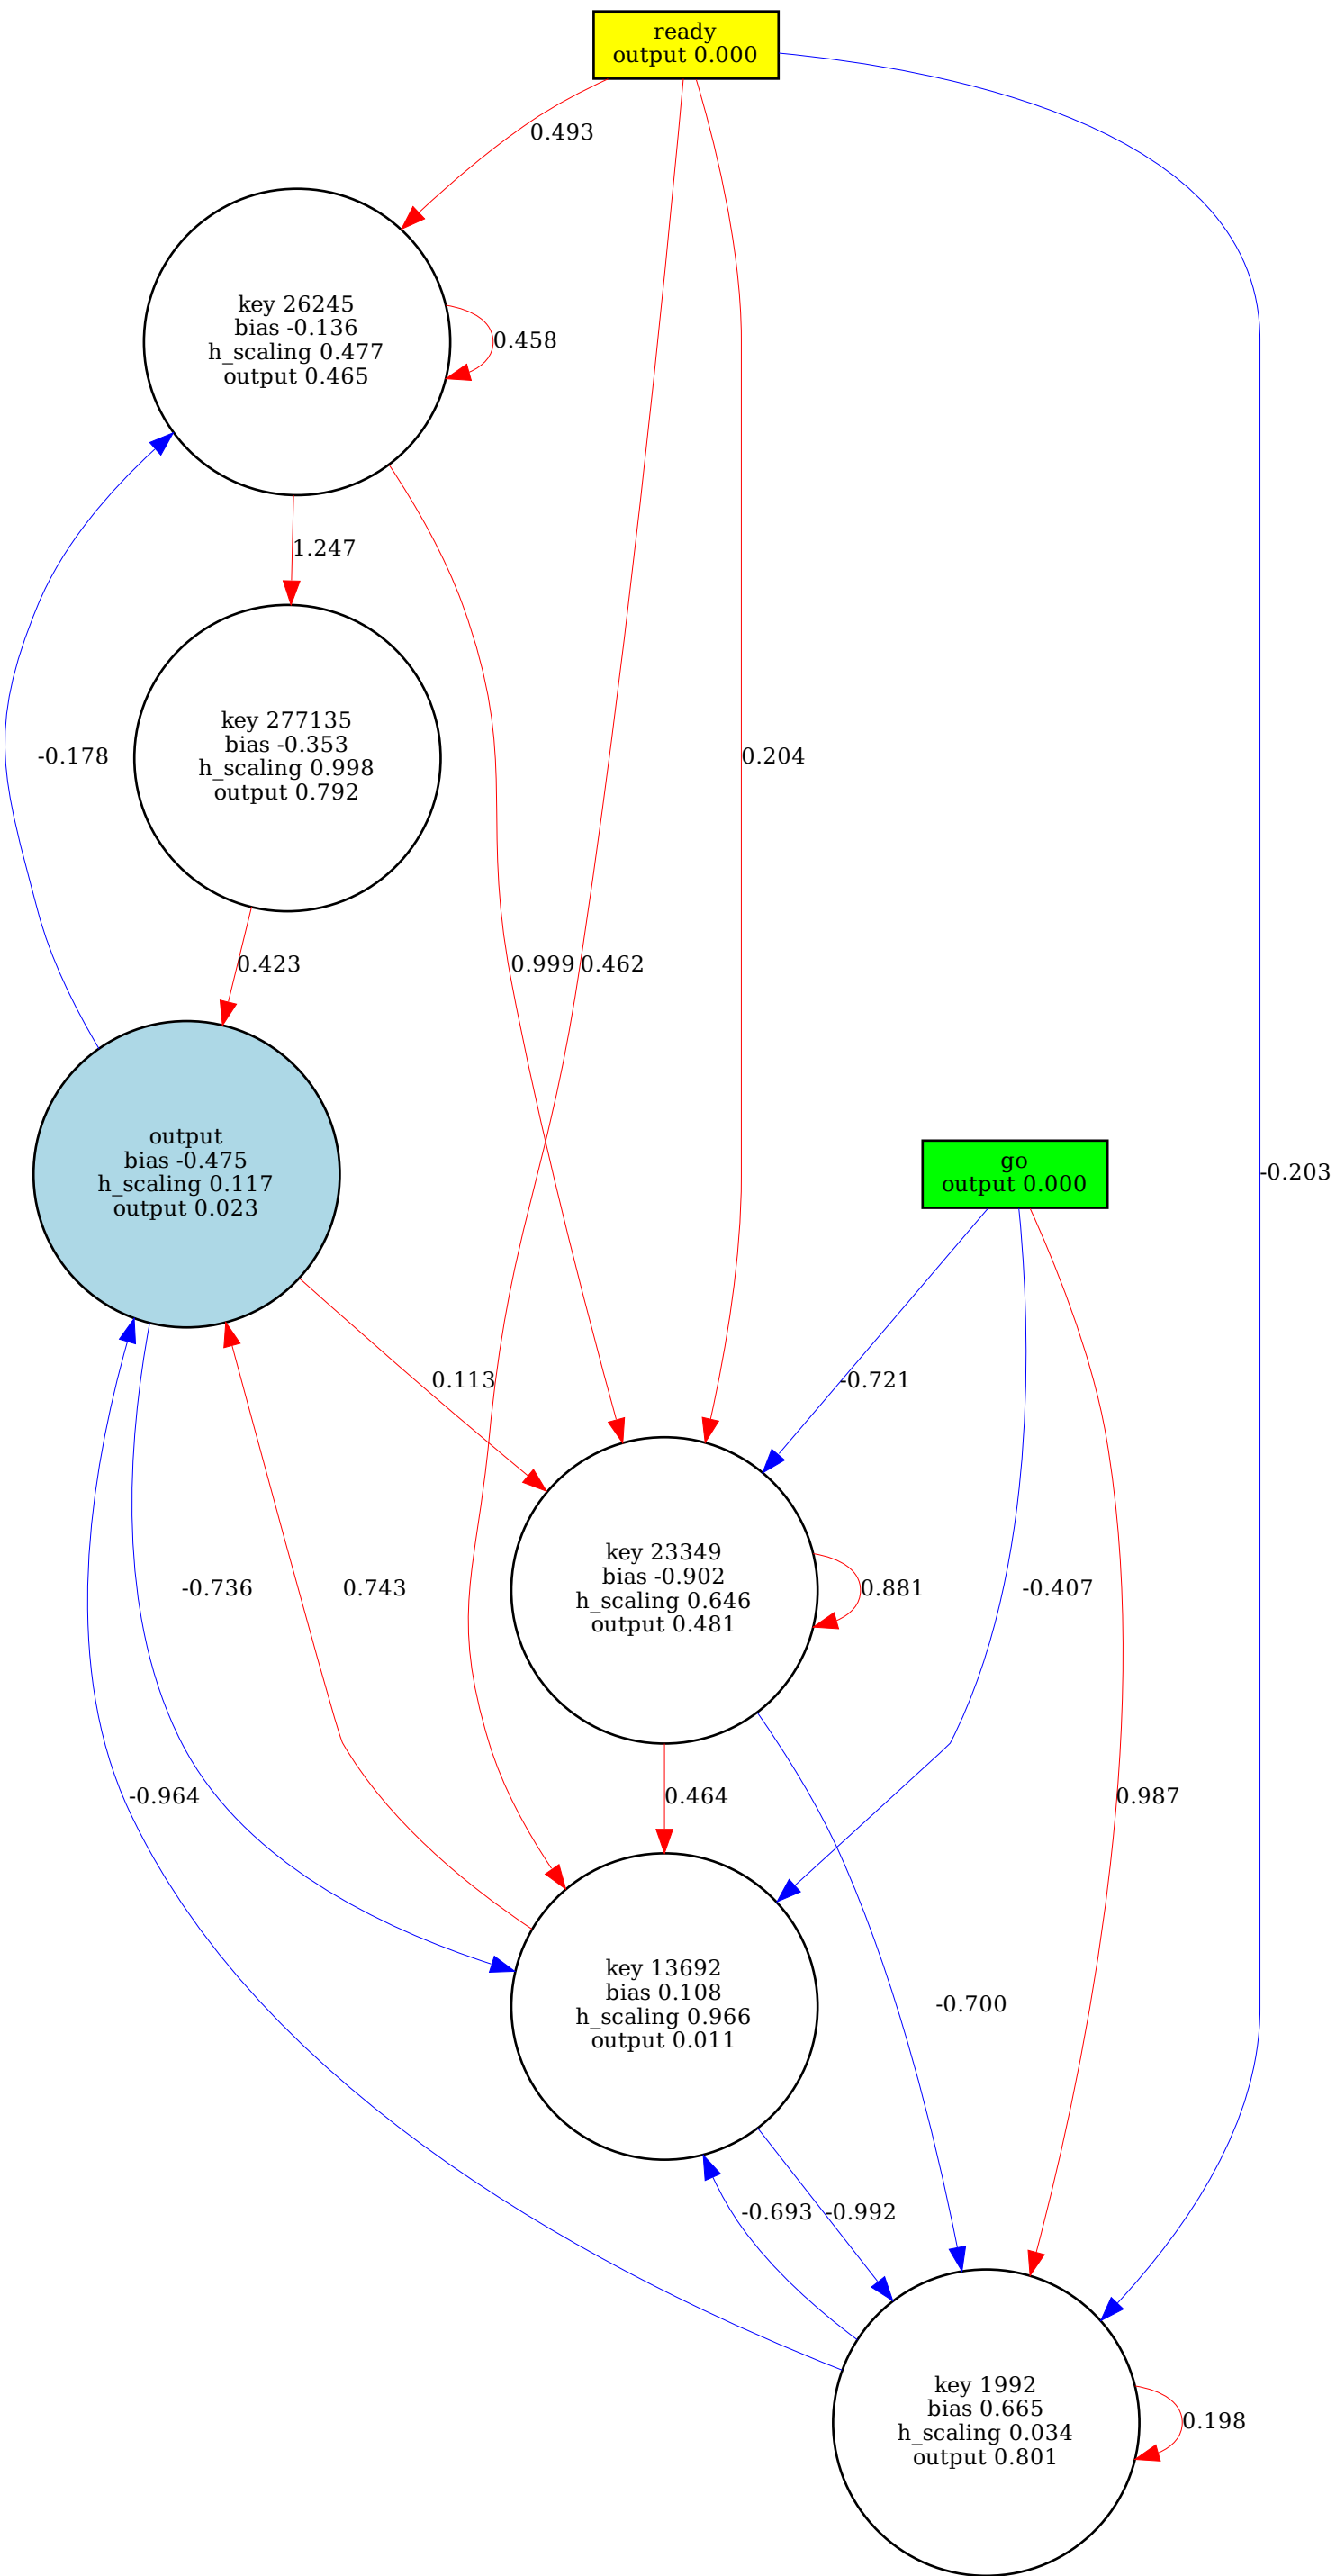 ready
output 0.000
0.493
key 26245
bias -0.136
h_scaling 0.477
output 0.465
0.458
1.247
key 277135
bias -0.353
h_scaling 0.998
output 0.792
-0.178
0.204
0.423
0.999
0.462
output
bias -0.475
h_scaling 0.117
output 0.023
go
output 0.000
-0.203
0.113
-0.721
key 23349
bias -0.902
h_scaling 0.646
output 0.481
-0.736
0.743
0.881
-0.407
-0.964
0.464
0.987
key 13692
bias 0.108
h_scaling 0.966
output 0.011
-0.700
-0.693
-0.992
key 1992
bias 0.665
h_scaling 0.034
output 0.801
0.198